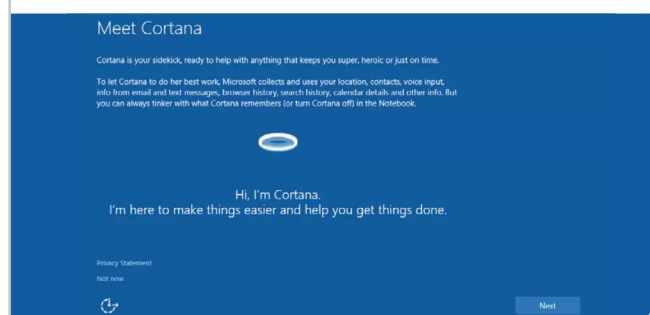 Meet Cortana
Cortana is your sidekick, ready to help with anything that keeps you super, heroic or just on time.
To let Cortana to do her best work, Microsoft collects and uses your location, contacts, voice input,
info from email and text messages, browser history, search history, calendar details and other info. But
you can always tinker with what Cortana remembers (or turn Cortana off) in the Notebook.
Hi, I'm Cortana.
I'm here to make things easier and help you get things done.
Privacy Statement
Not now
Next